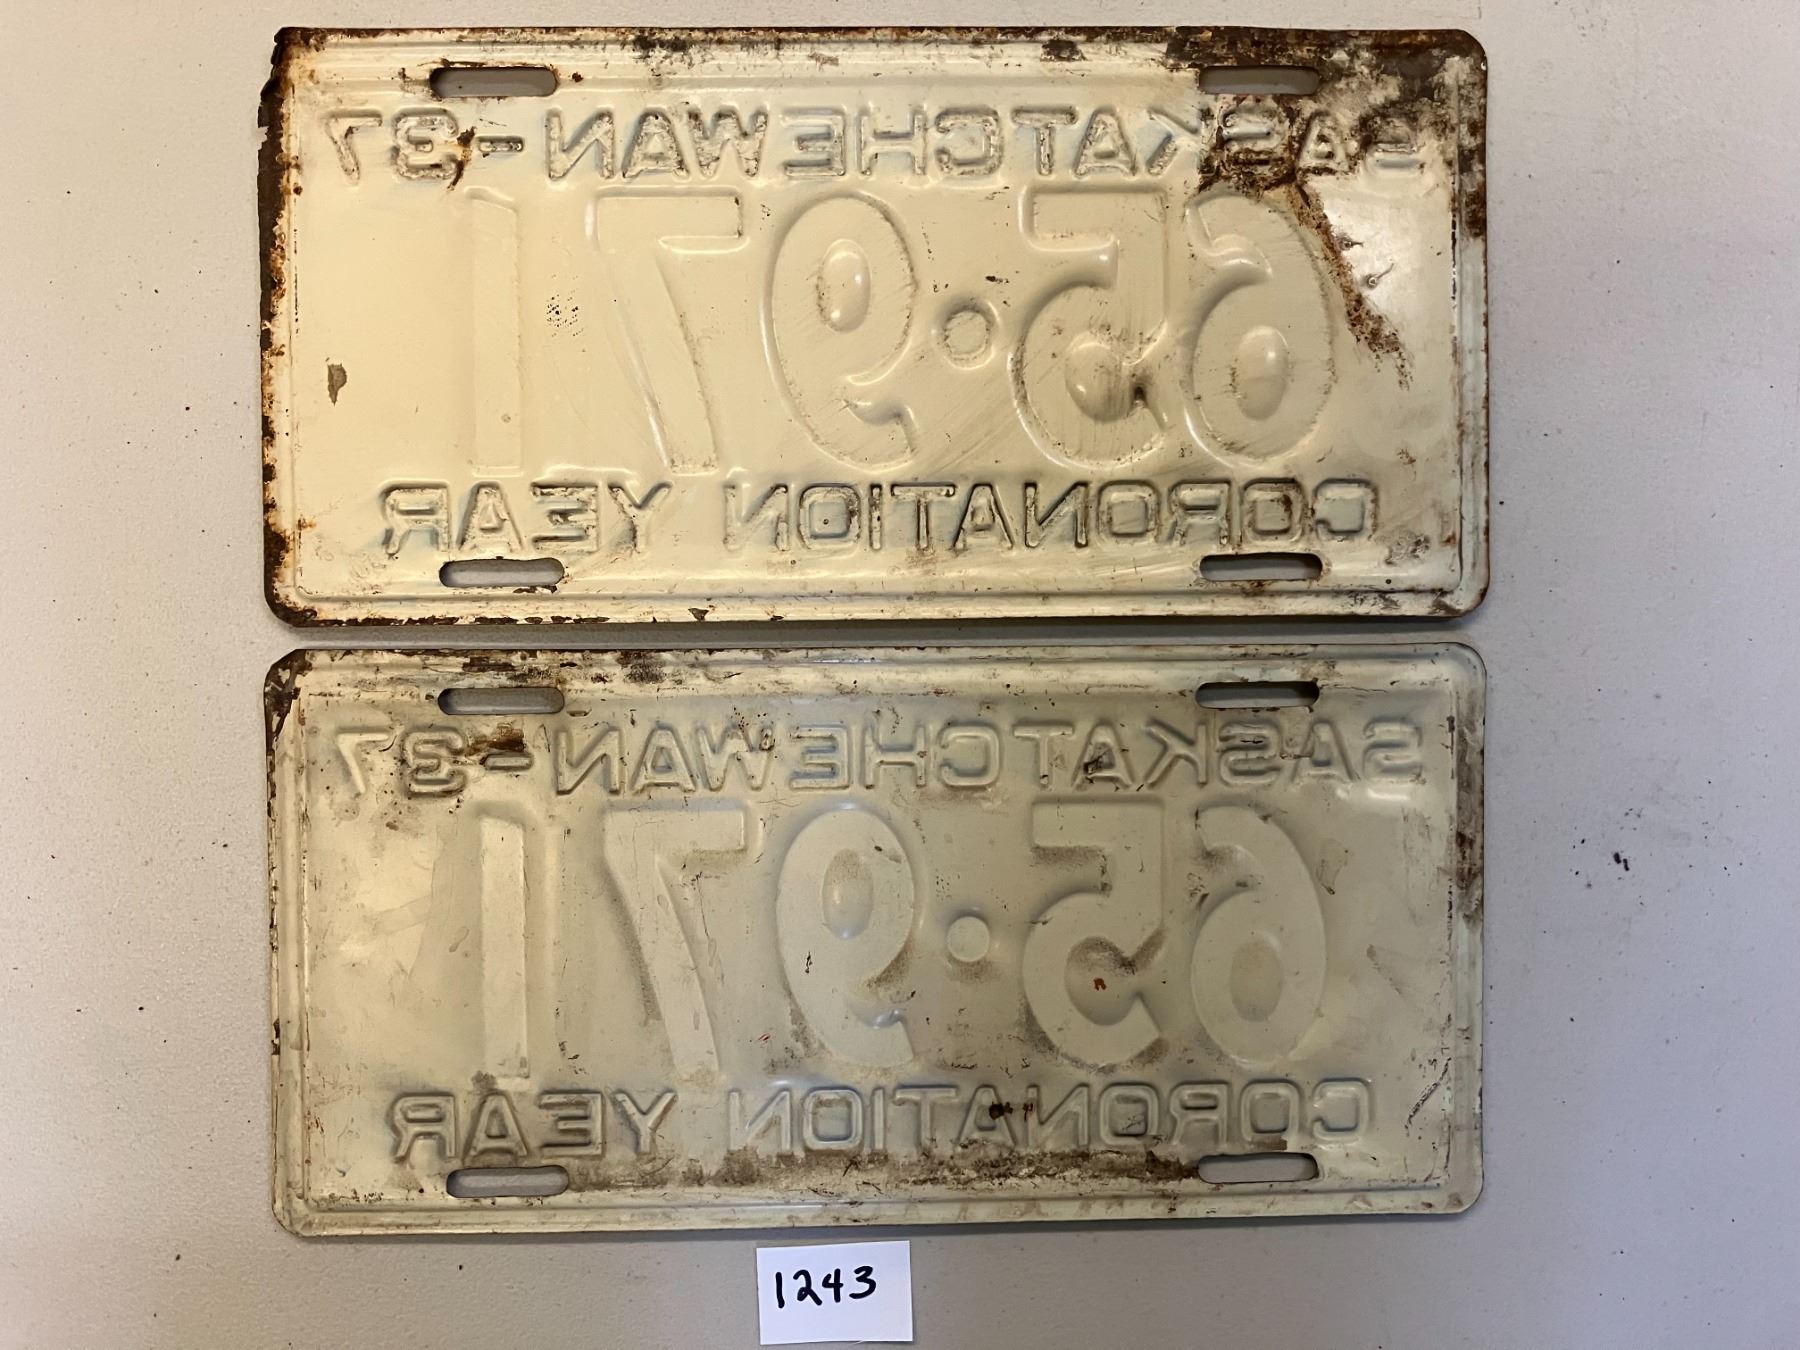 SASKATCHEWAN-37
65·971
CORONATION YEAR
SASKATCHEWAN-37
65·971
CORONATION YEAR
1243